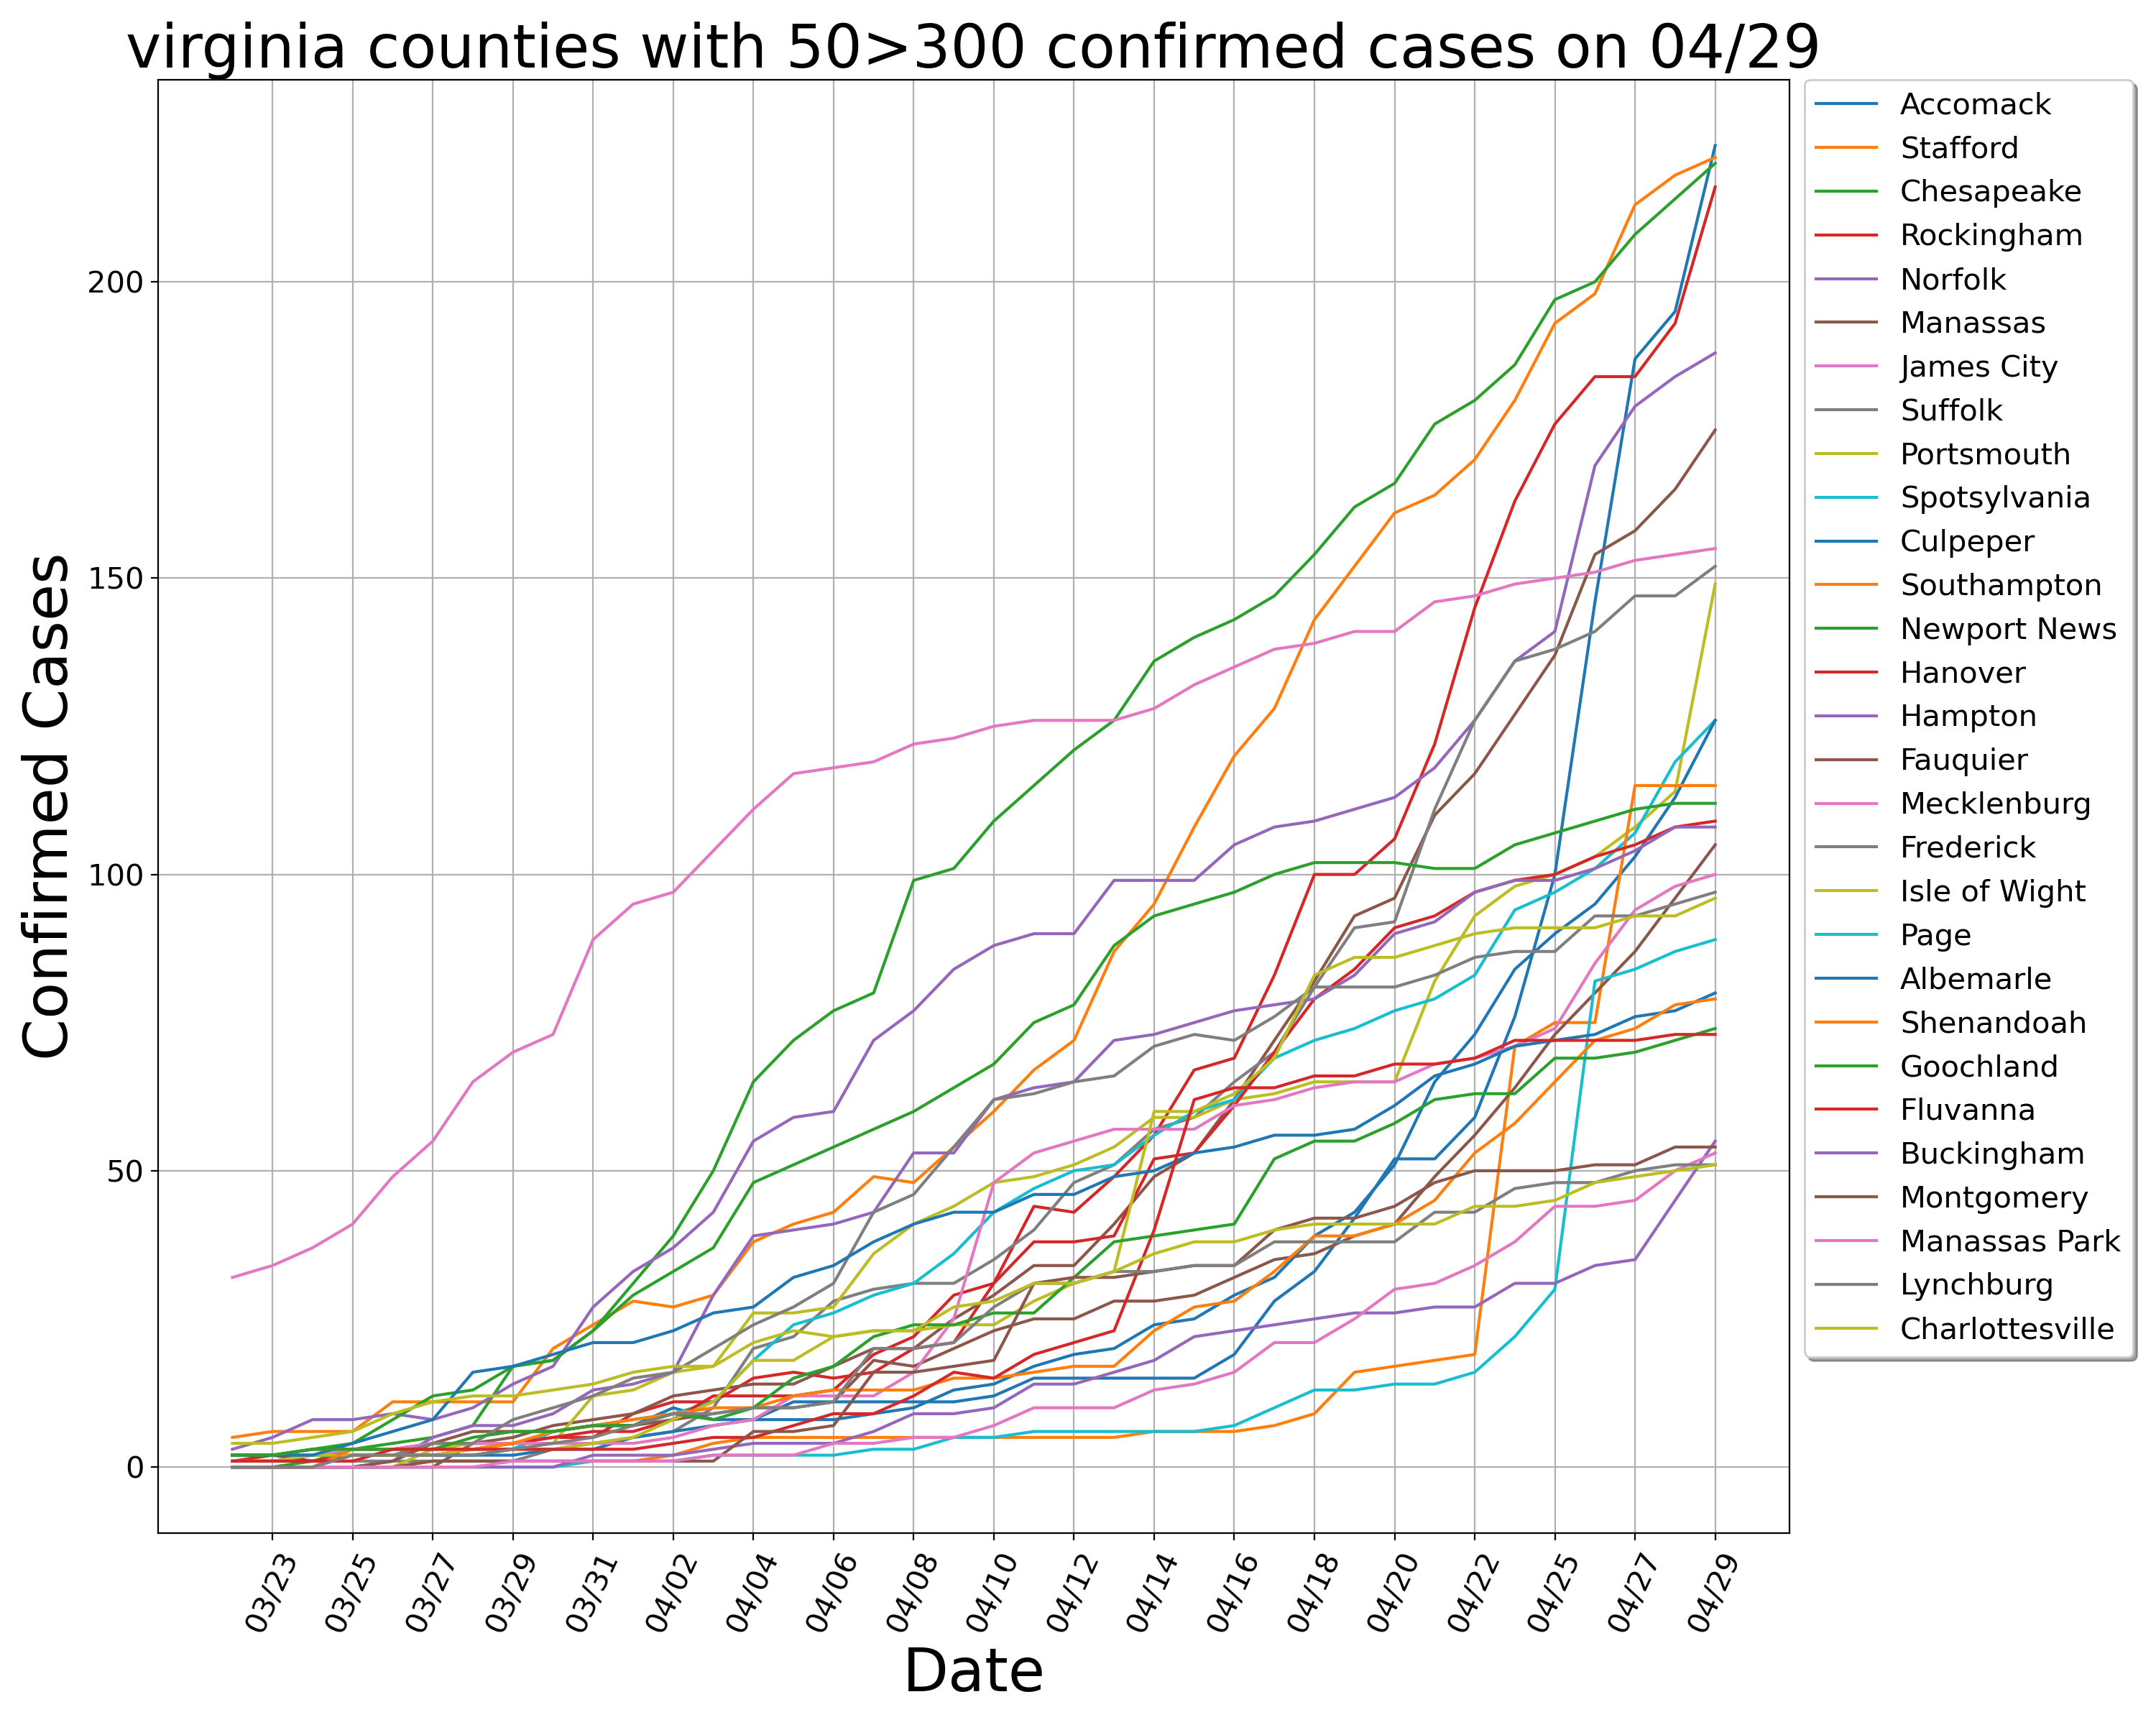 virginia counties with 50>300 confirmed cases on 04/29
Confirmed Cases
200
150
100
50
0
03/23 03/25 03/27 03/29 03/31 04/02 04/04 04/06 04/08 04/10 04/12 04/14 04/16 04/18 04/20 04/22 04/25 04/27 04/29
Date
Accomack
Stafford
Chesapeake
Rockingham
Norfolk
Manassas
James City
Suffolk
Portsmouth
Spotsylvania
Culpeper
Southampton
Newport News
Hanover
Hampton
Fauquier
Mecklenburg
Frederick
Isle of Wight
Page
Albemarle
Shenandoah
Goochland
Fluvanna
Buckingham
Montgomery
Manassas Park
Lynchburg
Charlottesville